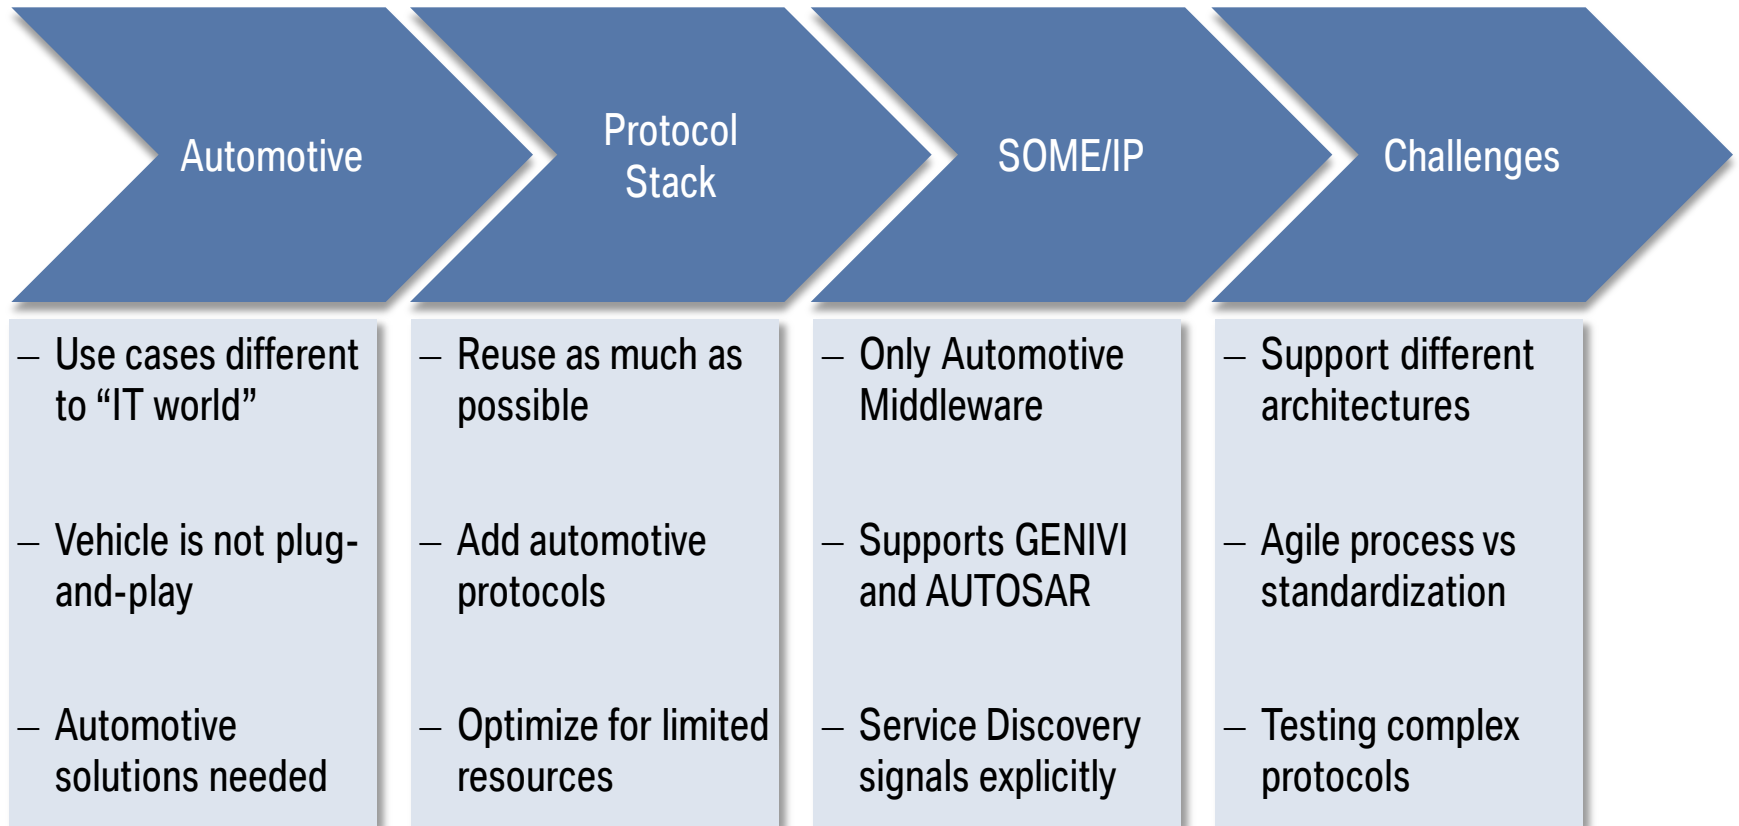 Automotive
Protocol
Stack
SOME/IP
Challenges
– Use cases different
to “IT world”
– Vehicle is not plug-
and-play
– Automotive
solutions needed
– Reuse as much as
possible
– Add automotive
protocols
– Optimize for limited
resources
– Only Automotive
Middleware
– Supports GENIVI
and AUTOSAR
– Service Discovery
signals explicitly
– Support different
architectures
– Agile process vs
standardization
– Testing complex
protocols